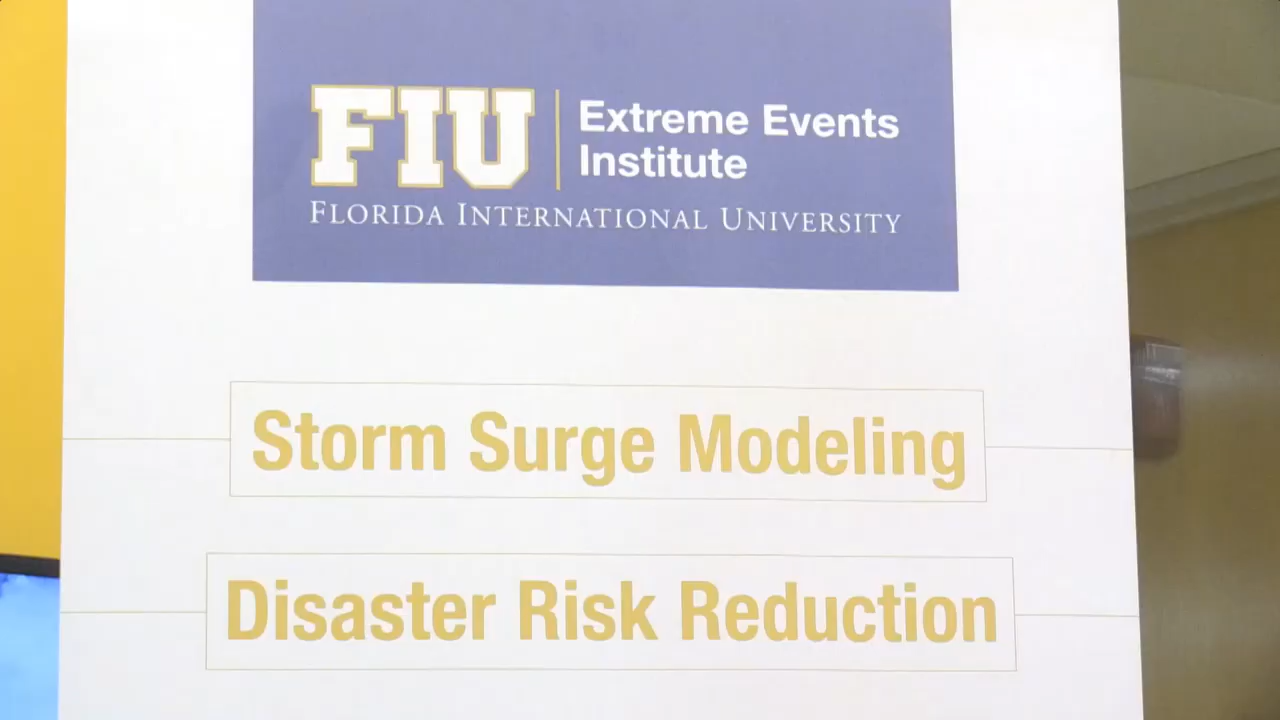 FIU
Extreme Events
Institute
FLORIDA INTERNATIONAL UNIVERSITY
Storm Surge Modeling
Disaster Risk Reduction